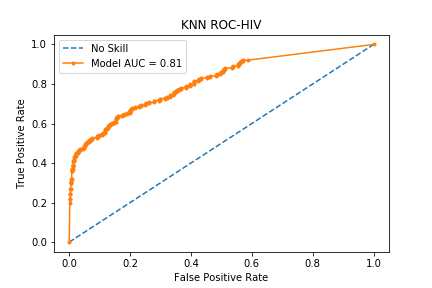 KNN ROC-HIV
No Skill
Model AUC = 0.81
True Positive Rate
1.0
0.8
0.6
0.4
0.2
0.0
0.0 0.2 0.4 0.6 0.8 1.0
False Positive Rate